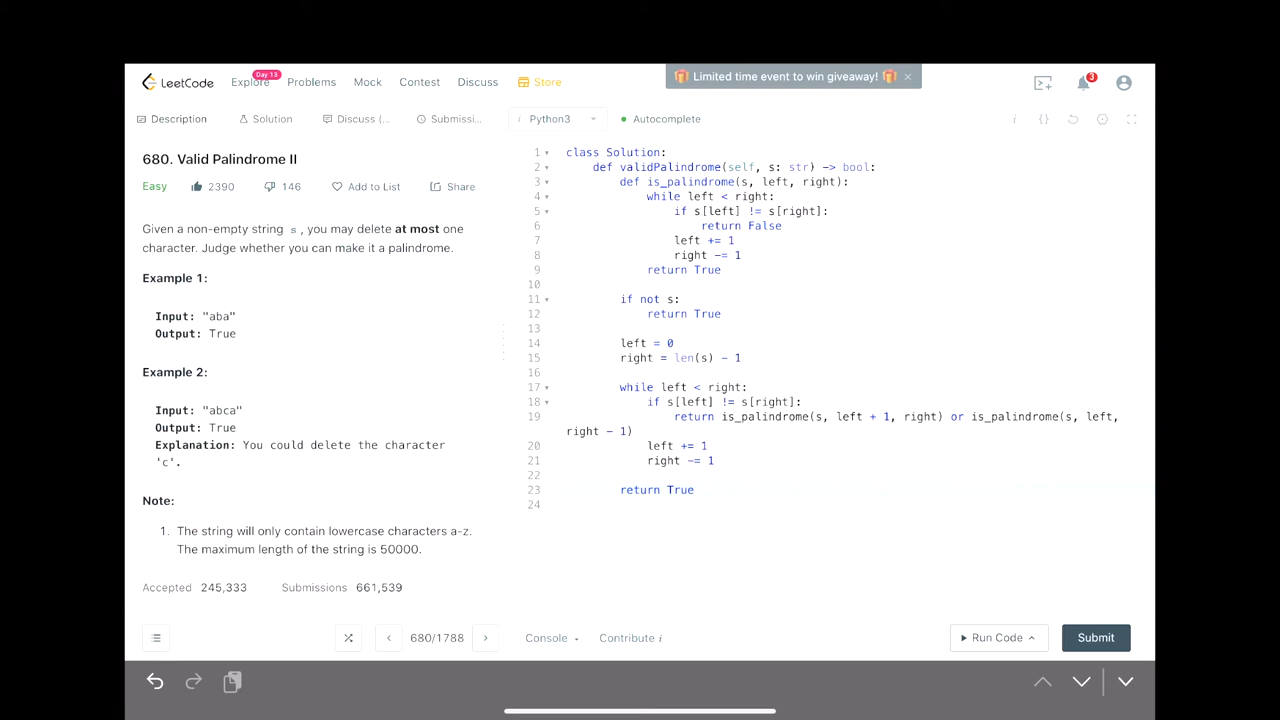 LeetCode
Explore
Day 13
Problems
Mock
Contest
Discuss
Store
🎁 Limited time event to win giveaway! 🎁 ×
3
Description
Solution
Discuss (...
Submissi...
i Python3
Autocomplete
i {}
680. Valid Palindrome II
Easy
2390
146
Add to List
Share
Given a non-empty string s , you may delete at most one
character. Judge whether you can make it a palindrome.
Example 1:
Input: "aba"
Output: True
Example 2:
Input: "abca"
Output: True
Explanation: You could delete the character
'c'.
Note:
1. The string will only contain lowercase characters a-z.
The maximum length of the string is 50000.
Accepted 245,333 Submissions 661,539
1 class Solution:
2     def validPalindrome(self, s: str) -> bool:
3         def is_palindrome(s, left, right):
4             while left < right:
5                 if s[left] != s[right]:
6                     return False
7                 left += 1
8                 right -= 1
9             return True
10
11         if not s:
12             return True
13
14         left = 0
15         right = len(s) - 1
16
17         while left < right:
18             if s[left] != s[right]:
19                 return is_palindrome(s, left + 1, right) or is_palindrome(s, left,
right - 1)
20             left += 1
21             right -= 1
22
23         return True
24
680/1788
Console
Contribute i
Run Code
Submit